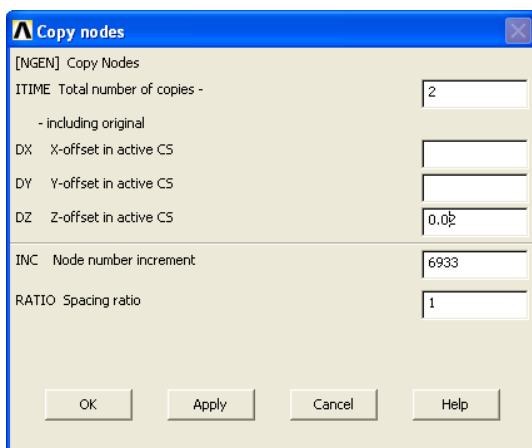 Copy nodes
[NGEN] Copy Nodes
ITIME Total number of copies - 2
- including original
DX X-offset in active CS
DY Y-offset in active CS
DZ Z-offset in active CS 0.02
INC Node number increment 6933
RATIO Spacing ratio 1
OK Apply Cancel Help